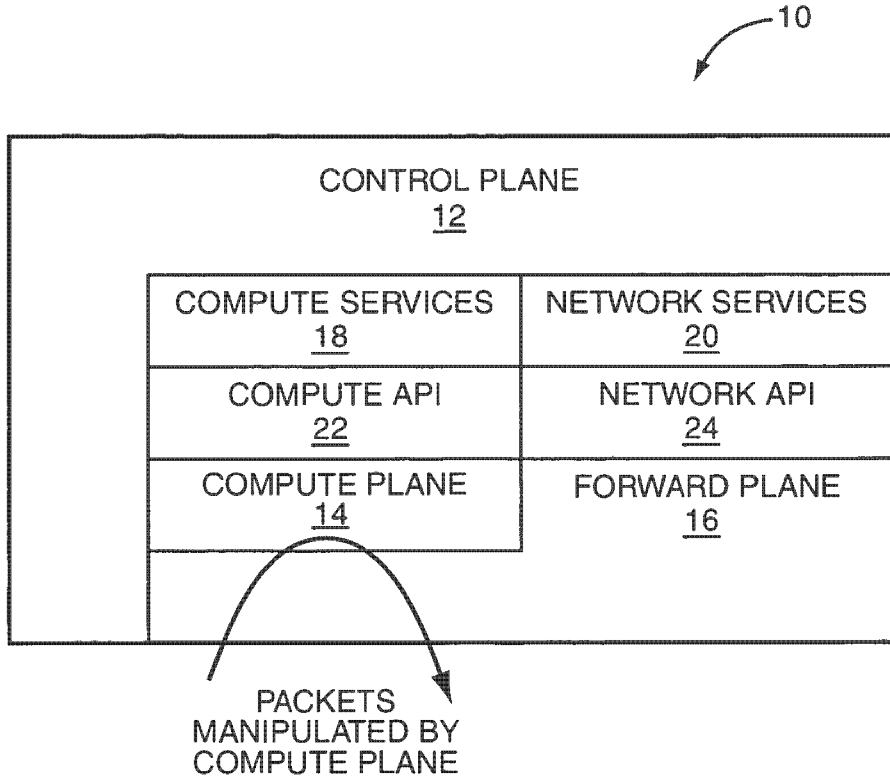 10
CONTROL PLANE
12
COMPUTE SERVICES
18
NETWORK SERVICES
20
COMPUTE API
22
NETWORK API
24
COMPUTE PLANE
14
FORWARD PLANE
16
PACKETS
MANIPULATED BY
COMPUTE PLANE